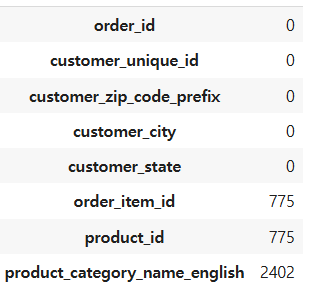 order_id 0
customer_unique_id 0
customer_zip_code_prefix 0
customer_city 0
customer_state 0
order_item_id 775
product_id 775
product_category_name_english 2402